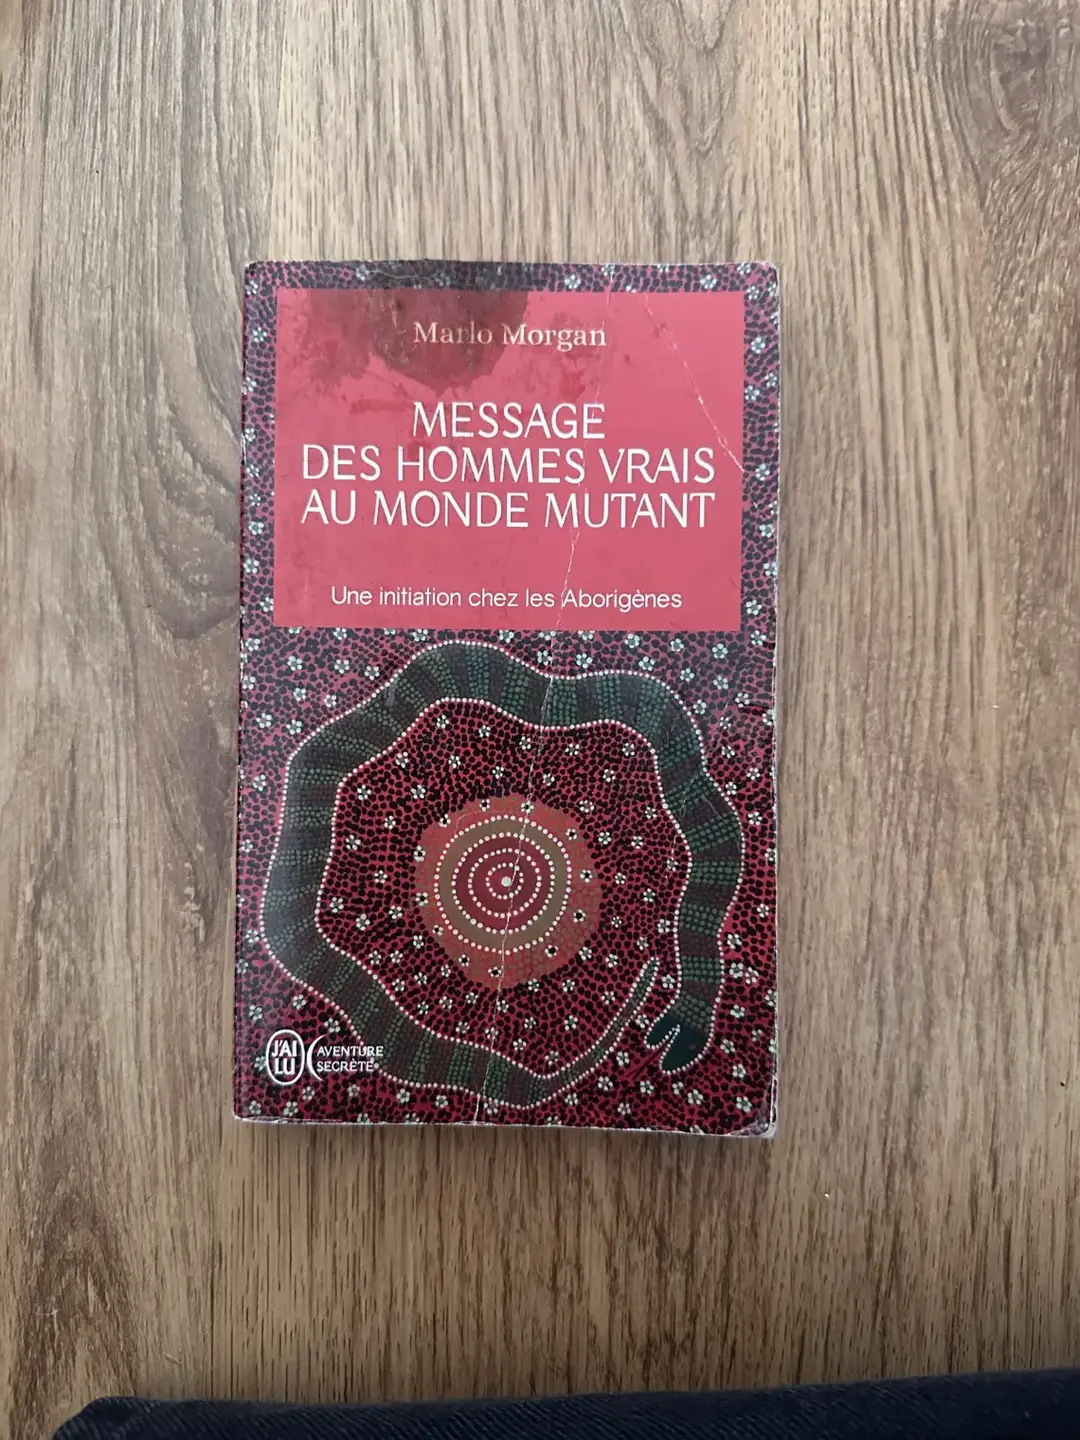 Marlo Morgan
MESSAGE
DES HOMMES VRAIS
AU MONDE MUTANT
Une initiation chez les Aborigènes
J'AI
LU
AVENTURE
SECRÈTE